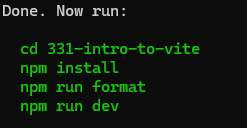 Done. Now run:
cd 331-intro-to-vite
npm install
npm run format
npm run dev